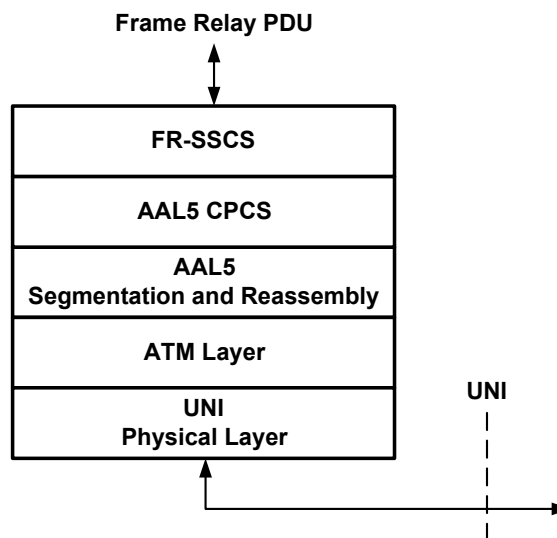 Frame Relay PDU
FR-SSCS
AAL5 CPCS
AAL5
Segmentation and Reassembly
ATM Layer
UNI
UNI
Physical Layer